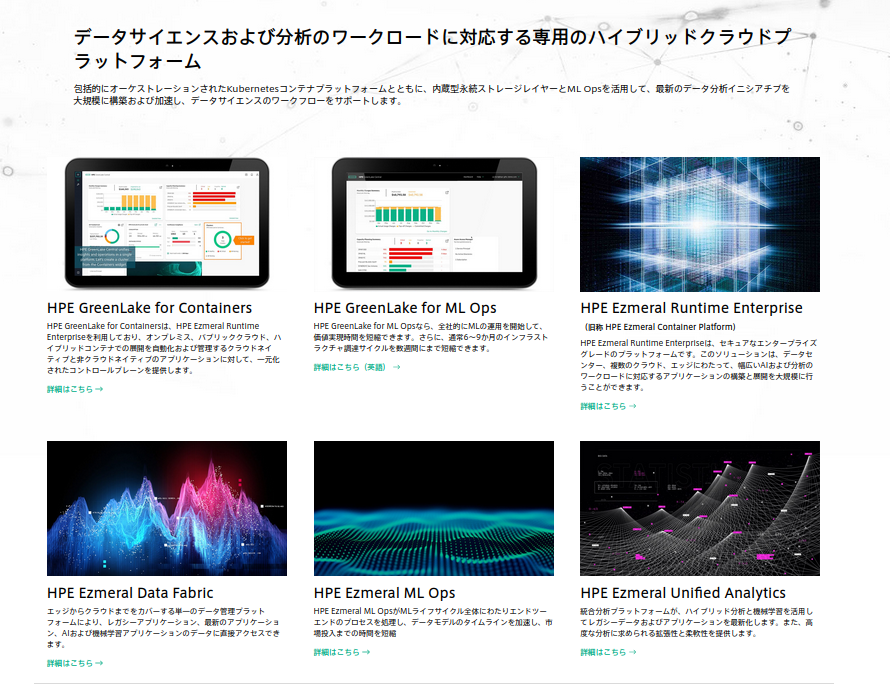 データサイエンスおよび分析のワークロードに対応する専用のハイブリッドクラウドプ
ラットフォーム
包括的にオーケストレーションされたKubernetesコンテナプラットフォームとともに、内蔵型永続ストレージレイヤーとML Opsを活用して、最新のデータ分析イニシアチブを
大規模に構築および加速し、データサイエンスのワークフローをサポートします。
HPE GreenLake for Containers
HPE GreenLake for Containersは、HPE Ezmeral Runtime
Enterpriseを利用しており、オンプレミス、パブリッククラウド、ハ
イブリッドコンテナでの展開を自動化および管理するクラウドネイ
ティブと非クラウドネイティブのアプリケーションに対して、一元化
されたコントロールプレーンを提供します。
詳細はこちら →
HPE GreenLake for ML Ops
HPE GreenLake for ML Opsなら、全社的にMLの運用を開始して、
価値実現時間を短縮できます。さらに、通常6～9か月のインフラスト
ラクチャ調達サイクルを数週間にまで短縮できます。
詳細はこちら（英語） →
HPE Ezmeral Runtime Enterprise
（旧称 HPE Ezmeral Container Platform）
HPE Ezmeral Runtime Enterpriseは、セキュアなエンタープライズ
グレードのプラットフォームです。このソリューションは、データセ
ンター、複数のクラウド、エッジにわたって、幅広いAIおよび分析の
ワークロードに対応するアプリケーションの構築と展開を大規模に行
うことができます。
詳細はこちら →
HPE Ezmeral Data Fabric
エッジからクラウドまでをカバーする単一のデータ管理プラット
フォームにより、レガシーアプリケーション、最新のアプリケーショ
ン、AIおよび機械学習アプリケーションのデータに直接アクセスでき
ます。
詳細はこちら →
HPE Ezmeral ML Ops
HPE Ezmeral ML OpsがMLライフサイクル全体にわたりエンドツー
エンドのプロセスを処理し、データモデルのタイムラインを加速し、市
場投入までの時間を短縮
詳細はこちら →
HPE Ezmeral Unified Analytics
統合分析プラットフォームが、ハイブリッド分析と機械学習を活用し
てレガシーデータおよびアプリケーションを最新化します。また、高
度な分析に求められる拡張性と柔軟性を提供します。
詳細はこちら →